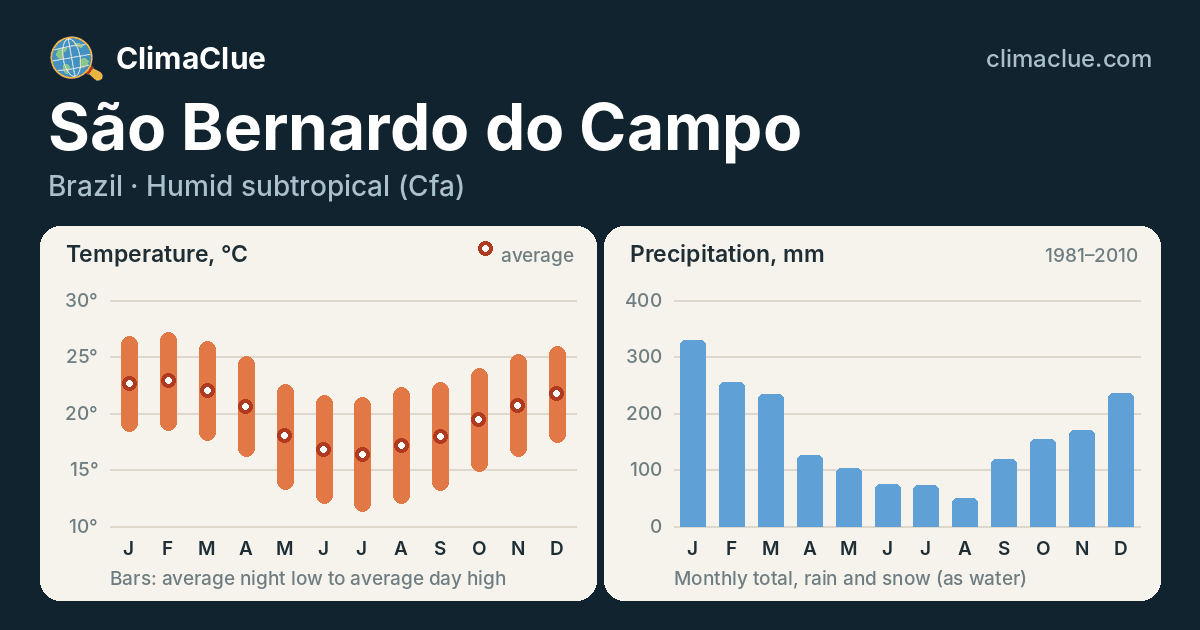 ClimaClue
climaclue.com
São Bernardo do Campo
Brazil · Humid subtropical (Cfa)
Temperature, °C
average
30°
25°
20°
15°
10°
J F M A M J J A S O N D
Bars: average night low to average day high
Precipitation, mm
1981–2010
400
300
200
100
0
J F M A M J J A S O N D
Monthly total, rain and snow (as water)